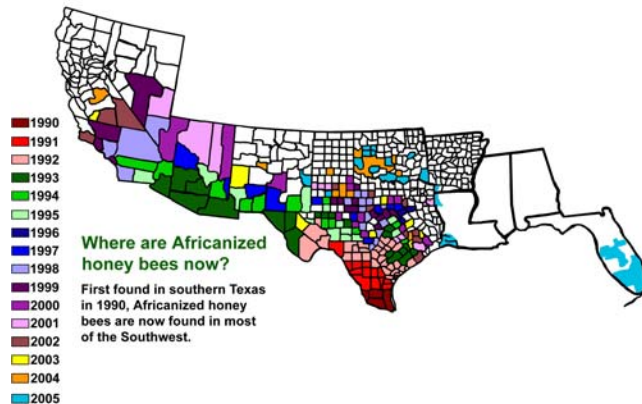 1990
1991
1992
1993
1994
1995
1996
1997
1998
1999
2000
2001
2002
2003
2004
2005
Where are Africanized
honey bees now?
First found in southern Texas
in 1990, Africanized honey
bees are now found in most
of the Southwest.